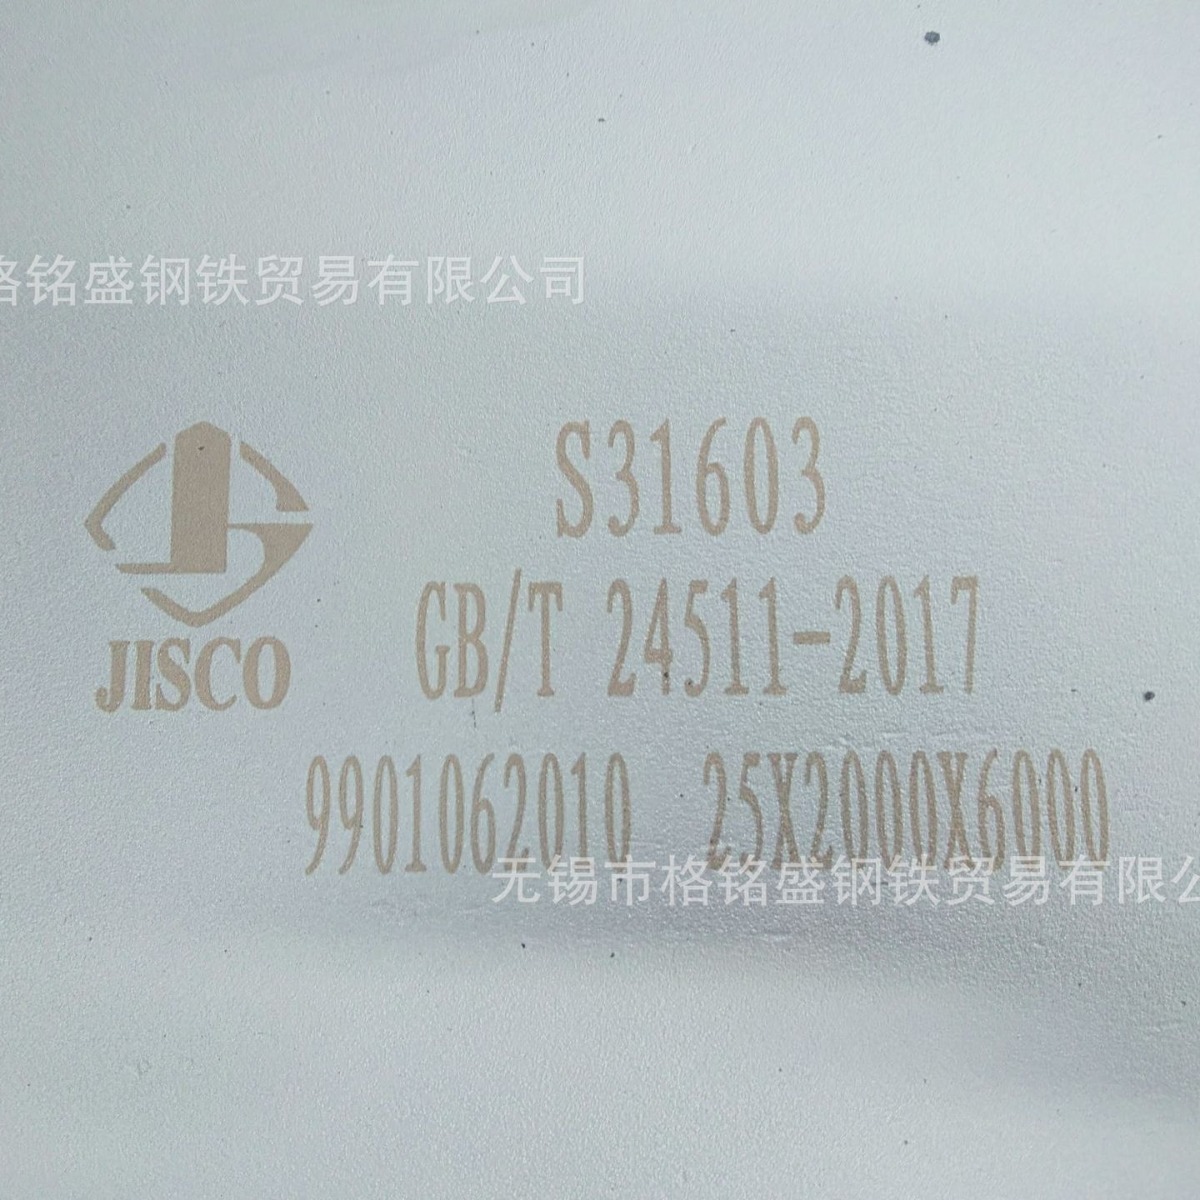 格铭盛钢铁贸易有限公司
S31603
JISCO
GB/T 24511-2017
9901062010 25X2000X6000
无锡市格铭盛钢铁贸易有限公